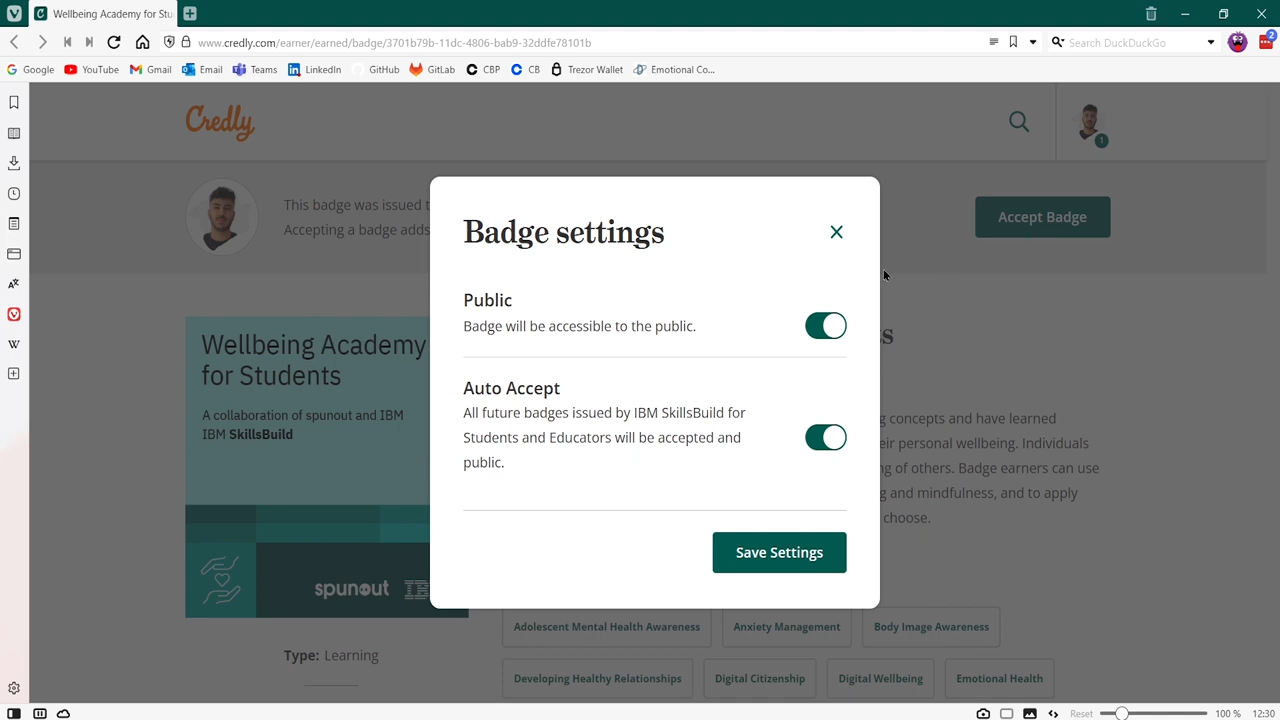 Wellbeing Academy for Stu
www.credly.com/earner/earned/badge/3701b79b-11dc-4806-bab9-32ddfe78101b
Search DuckDuckGo
2
Google
YouTube
Gmail
Email
Teams
LinkedIn
GitHub
GitLab
CBP
CB
Trezor Wallet
Emotional Co...
Credly
1
This badge was issued t
Accepting a badge adds
Accept Badge
Badge settings
Public
Badge will be accessible to the public.
Auto Accept
All future badges issued by IBM SkillsBuild for
Students and Educators will be accepted and
public.
Save Settings
Wellbeing Academy
for Students
A collaboration of spunout and IBM
IBM SkillsBuild
spunout IBM
Type: Learning
s
g concepts and have learned
eir personal wellbeing. Individuals
ng of others. Badge earners can use
g and mindfulness, and to apply
choose.
Adolescent Mental Health Awareness
Anxiety Management
Body Image Awareness
Developing Healthy Relationships
Digital Citizenship
Digital Wellbeing
Emotional Health
Reset
100 %
12:30